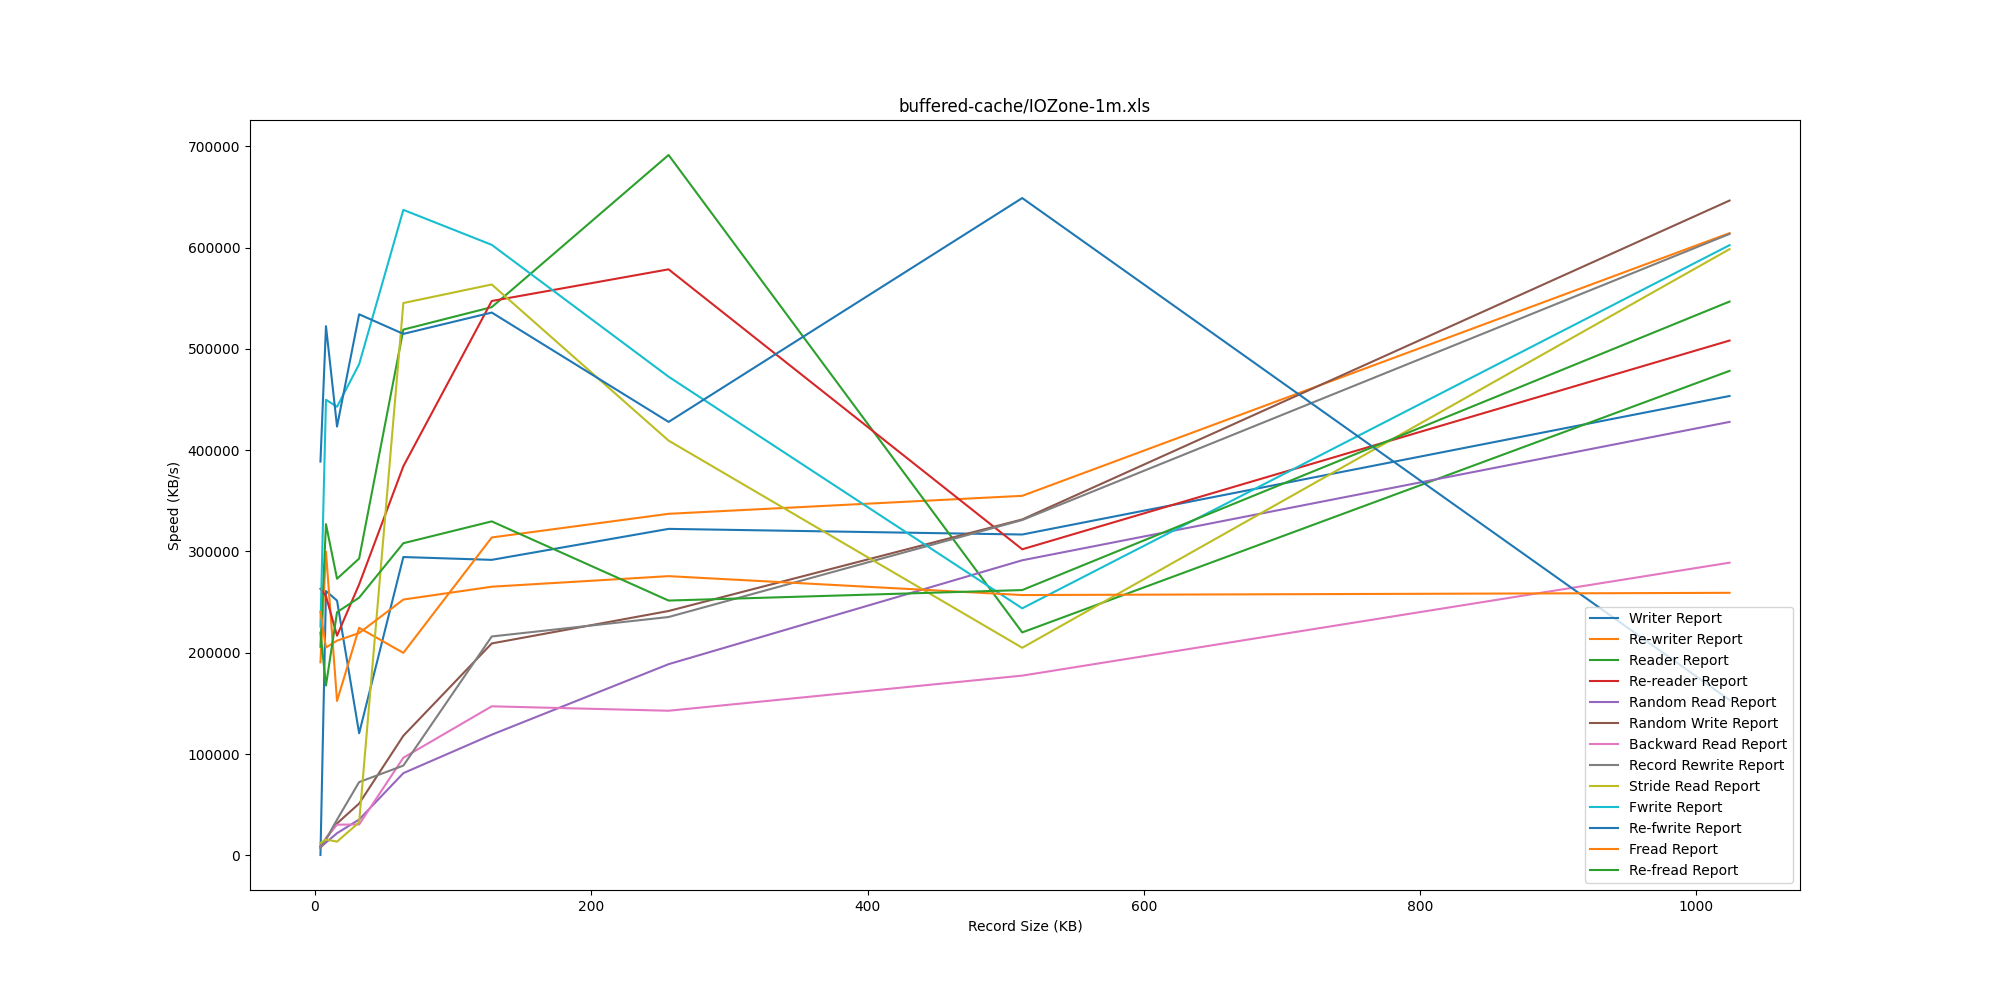 buffered-cache/IOZone-1m.xls
700000
600000
500000
400000
300000
200000
100000
0
Speed (KB/s)
0 200 400 600 800 1000
Record Size (KB)
Writer Report
Re-writer Report
Reader Report
Re-reader Report
Random Read Report
Random Write Report
Backward Read Report
Record Rewrite Report
Stride Read Report
Fwrite Report
Re-fwrite Report
Fread Report
Re-fread Report